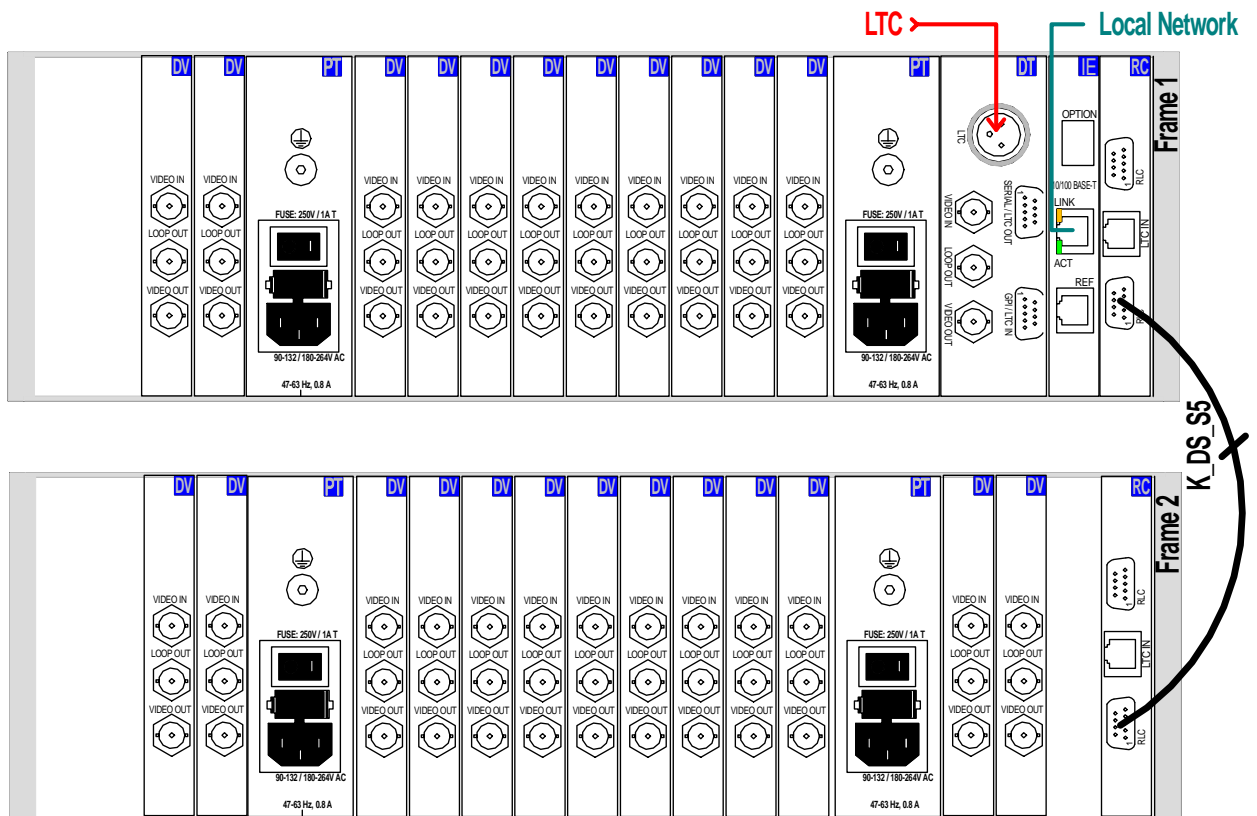 LTC
Local Network
DV DV PT DV DV DV DV DV DV DV DV DV PT DT IE RC
Frame 1
LTC
OPTION
RLC
10/100 BASE-T
VIDEO IN VIDEO IN VIDEO IN VIDEO IN VIDEO IN VIDEO IN VIDEO IN VIDEO IN VIDEO IN VIDEO IN VIDEO IN
VIDEO IN
SERIAL / LTC OUT
LINK
FUSE: 250V / 1A T FUSE: 250V / 1A T
LTC IN
LOOP OUT LOOP OUT LOOP OUT LOOP OUT LOOP OUT LOOP OUT LOOP OUT LOOP OUT LOOP OUT LOOP OUT LOOP OUT
LOOP OUT
ACT
REF
VIDEO OUT VIDEO OUT VIDEO OUT VIDEO OUT VIDEO OUT VIDEO OUT VIDEO OUT VIDEO OUT VIDEO OUT VIDEO OUT VIDEO OUT
VIDEO OUT
GPI / LTC IN
RLC
1 1 1 1
90-132 / 180-264V AC 90-132 / 180-264V AC
47-63 Hz, 0.8 A 47-63 Hz, 0.8 A
K_DS_S5
DV DV PT DV DV DV DV DV DV DV DV DV PT DV DV RC
Frame 2
RLC
VIDEO IN VIDEO IN VIDEO IN VIDEO IN VIDEO IN VIDEO IN VIDEO IN VIDEO IN VIDEO IN VIDEO IN VIDEO IN VIDEO IN VIDEO IN
FUSE: 250V / 1A T FUSE: 250V / 1A T
LTC IN
LOOP OUT LOOP OUT LOOP OUT LOOP OUT LOOP OUT LOOP OUT LOOP OUT LOOP OUT LOOP OUT LOOP OUT LOOP OUT LOOP OUT LOOP OUT
VIDEO OUT VIDEO OUT VIDEO OUT VIDEO OUT VIDEO OUT VIDEO OUT VIDEO OUT VIDEO OUT VIDEO OUT VIDEO OUT VIDEO OUT VIDEO OUT VIDEO OUT
RLC
1 1
90-132 / 180-264V AC 90-132 / 180-264V AC
47-63 Hz, 0.8 A 47-63 Hz, 0.8 A